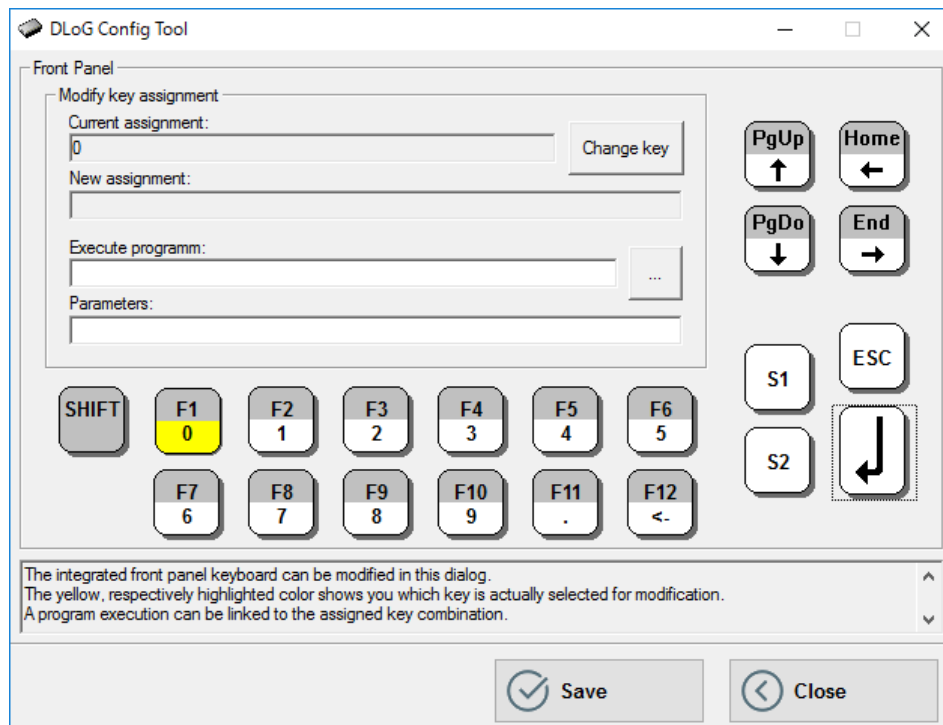 DLoG Config Tool
Front Panel
Modify key assignment
Current assignment:
0
Change key
New assignment:
Execute programm:
...
Parameters:
PgUp
Home
↑
←
PgDo
End
↓
→
S1
ESC
S2
SHIFT
F1
F2
F3
F4
F5
F6
0
1
2
3
4
5
F7
F8
F9
F10
F11
F12
6
7
8
9
.
<-
The integrated front panel keyboard can be modified in this dialog.
The yellow, respectively highlighted color shows you which key is actually selected for modification.
A program execution can be linked to the assigned key combination.
Save
Close